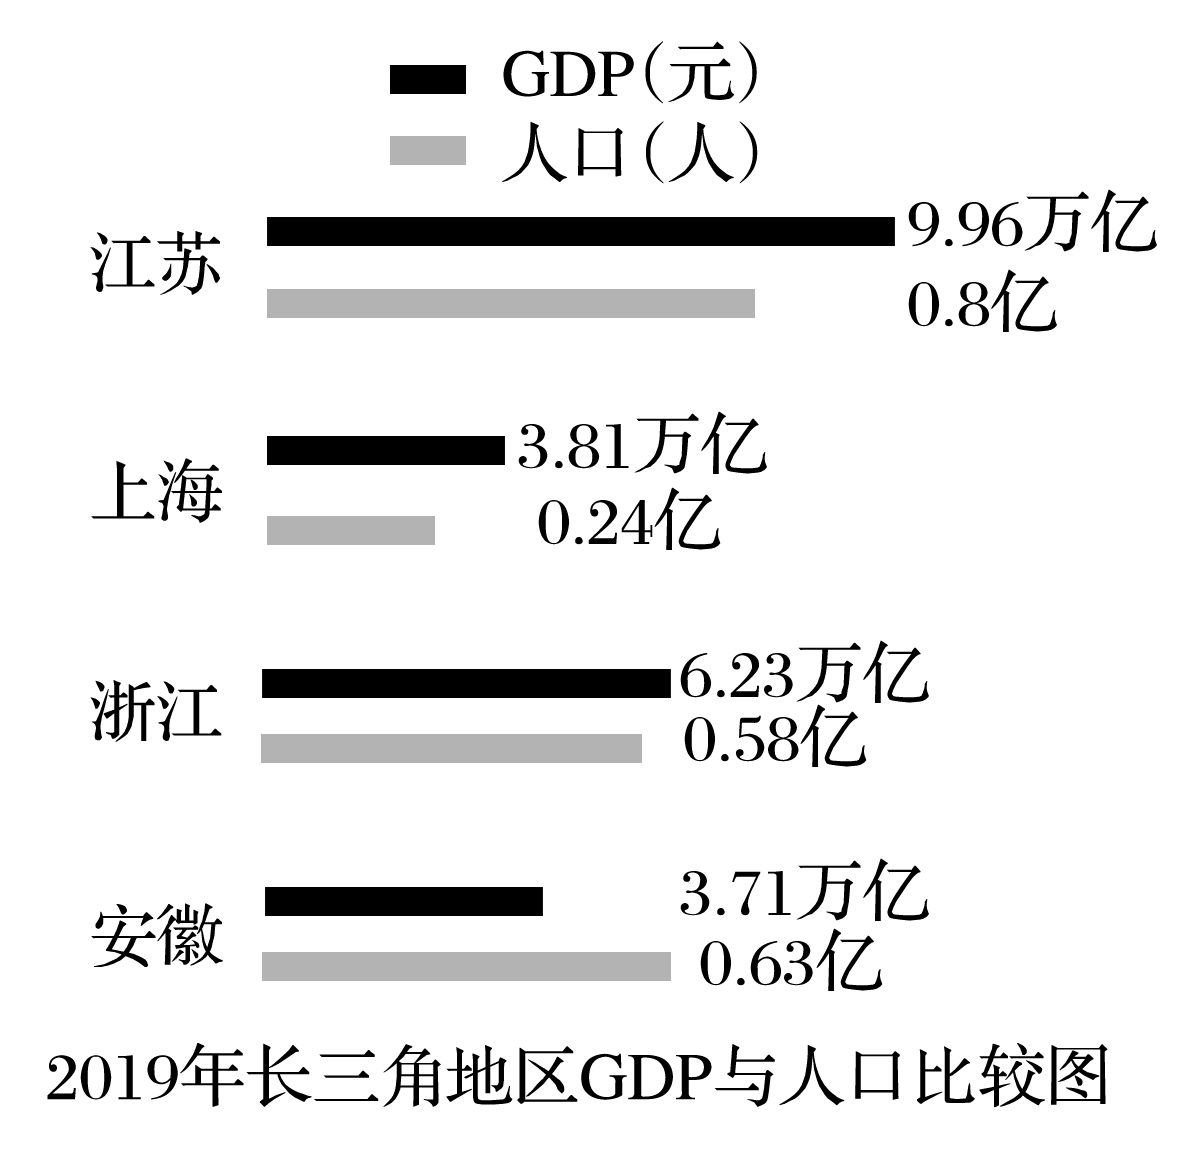 GDP(元)
人口(人)
江苏
9.96万亿
0.8亿
上海
3.81万亿
0.24亿
浙江
6.23万亿
0.58亿
安徽
3.71万亿
0.63亿
2019年长三角地区GDP与人口比较图